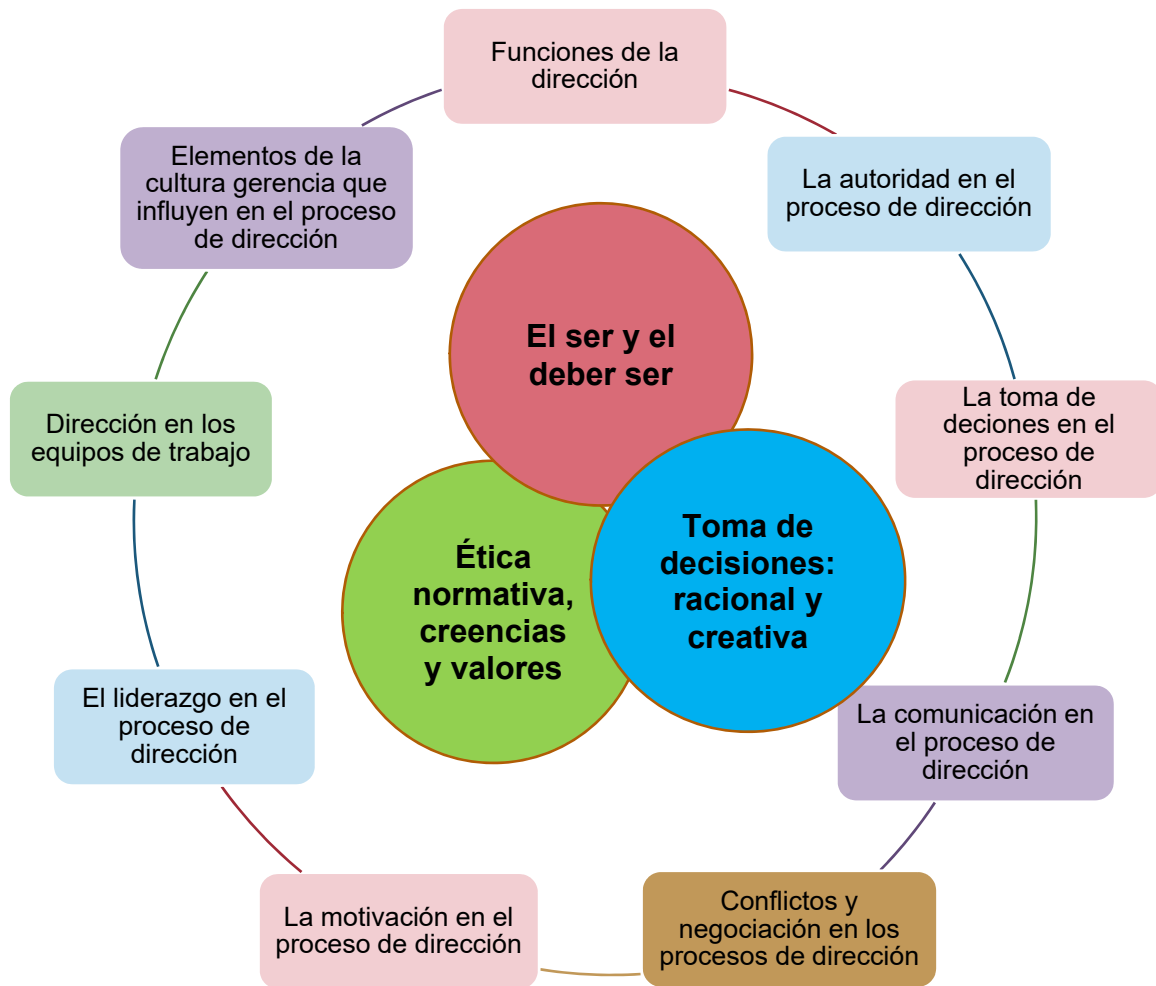 Funciones de la
dirección
La autoridad en el
proceso de dirección
La toma de
deciones en el
proceso de
dirección
La comunicación en
el proceso de
dirección
Conflictos y
negociación en los
procesos de dirección
La motivación en el
proceso de dirección
El liderazgo en el
proceso de
dirección
Dirección en los
equipos de trabajo
Elementos de la
cultura gerencia que
influyen en el proceso
de dirección
El ser y el
deber ser
Toma de
decisiones:
racional y
creativa
Ética
normativa,
creencias
y valores